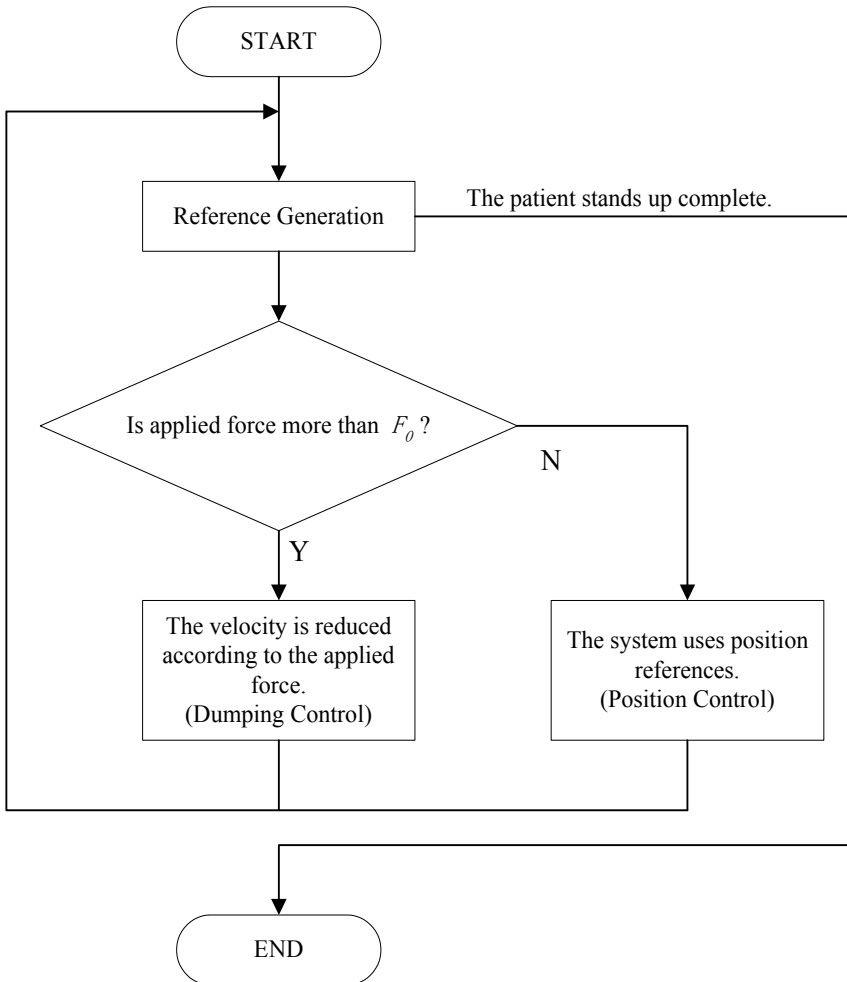 START
The patient stands up complete.
Reference Generation
Is applied force more than F₀ ?
N
Y
The velocity is reduced
according to the applied
force.
(Dumping Control)
The system uses position
references.
(Position Control)
END